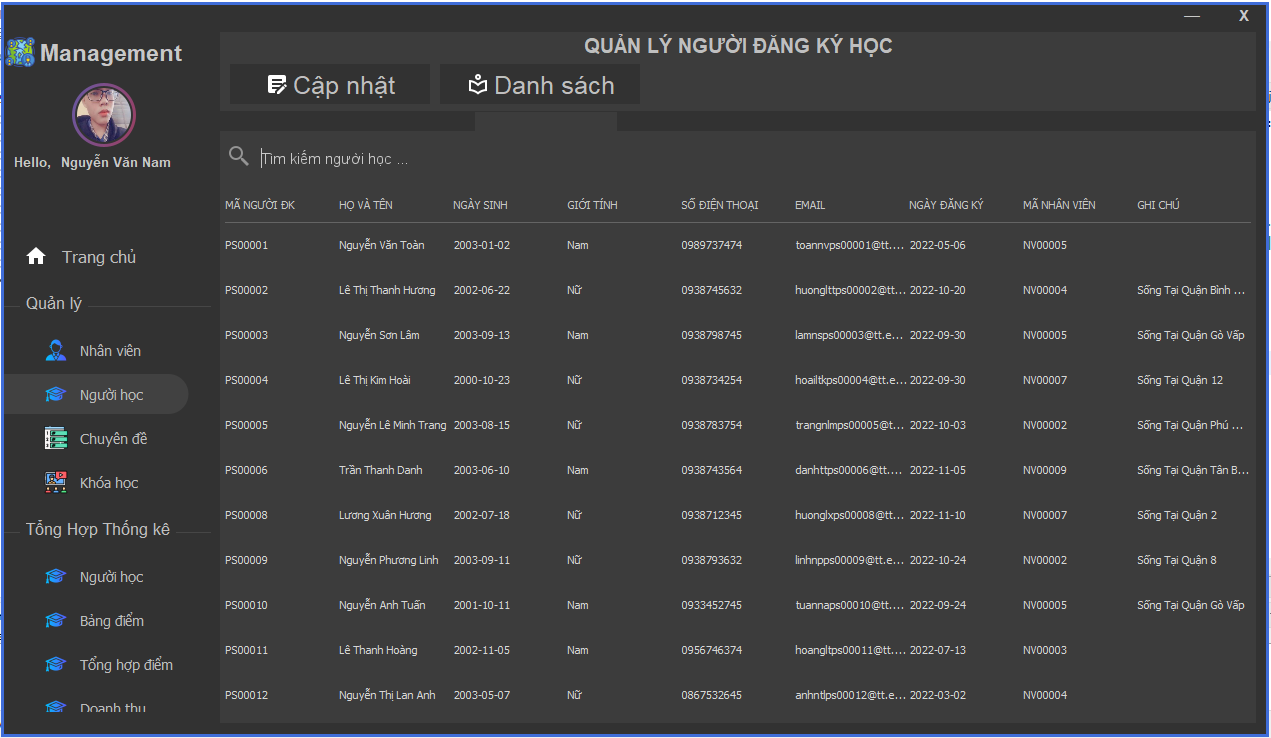 — X
Management
QUẢN LÝ NGƯỜI ĐĂNG KÝ HỌC
Cập nhật Danh sách
Hello, Nguyễn Văn Nam
Tìm kiếm người học ...
Trang chủ
Quản lý
Nhân viên
Người học
Chuyên đề
Khóa học
Tổng Hợp Thống kê
Người học
Bảng điểm
Tổng hợp điểm
Doanh thu
MÃ NGƯỜI ĐK HỌ VÀ TÊN NGÀY SINH GIỚI TÍNH SỐ ĐIỆN THOẠI EMAIL NGÀY ĐĂNG KÝ MÃ NHÂN VIÊN GHI CHÚ
PS00001 Nguyễn Văn Toàn 2003-01-02 Nam 0989737474 toannvps00001@tt.... 2022-05-06 NV00005
PS00002 Lê Thị Thanh Hương 2002-06-22 Nữ 0938745632 huonglttps00002@tt... 2022-10-20 NV00004 Sống Tại Quận Bình ...
PS00003 Nguyễn Sơn Lâm 2003-09-13 Nam 0938798745 lamnsps00003@tt.e... 2022-09-30 NV00005 Sống Tại Quận Gò Vấp
PS00004 Lê Thị Kim Hoài 2000-10-23 Nữ 0938734254 hoailtkps00004@tt.e... 2022-09-30 NV00007 Sống Tại Quận 12
PS00005 Nguyễn Lê Minh Trang 2003-08-15 Nữ 0938783754 trangnlmps00005@t... 2022-10-03 NV00002 Sống Tại Quận Phú ...
PS00006 Trần Thanh Danh 2003-06-10 Nam 0938743564 danhttps00006@tt.... 2022-11-05 NV00009 Sống Tại Quận Tân B...
PS00008 Lương Xuân Hương 2002-07-18 Nữ 0938712345 huonglxps00008@tt... 2022-11-10 NV00007 Sống Tại Quận 2
PS00009 Nguyễn Phương Linh 2003-09-11 Nữ 0938793632 linhnpps00009@tt.e... 2022-10-24 NV00002 Sống Tại Quận 8
PS00010 Nguyễn Anh Tuấn 2001-10-11 Nam 0933452745 tuannaps00010@tt.... 2022-09-24 NV00005 Sống Tại Quận Gò Vấp
PS00011 Lê Thanh Hoàng 2002-11-05 Nam 0956746374 hoangltps00011@tt.... 2022-07-13 NV00003
PS00012 Nguyễn Thị Lan Anh 2003-05-07 Nữ 0867532645 anhntlps00012@tt.e... 2022-03-02 NV00004